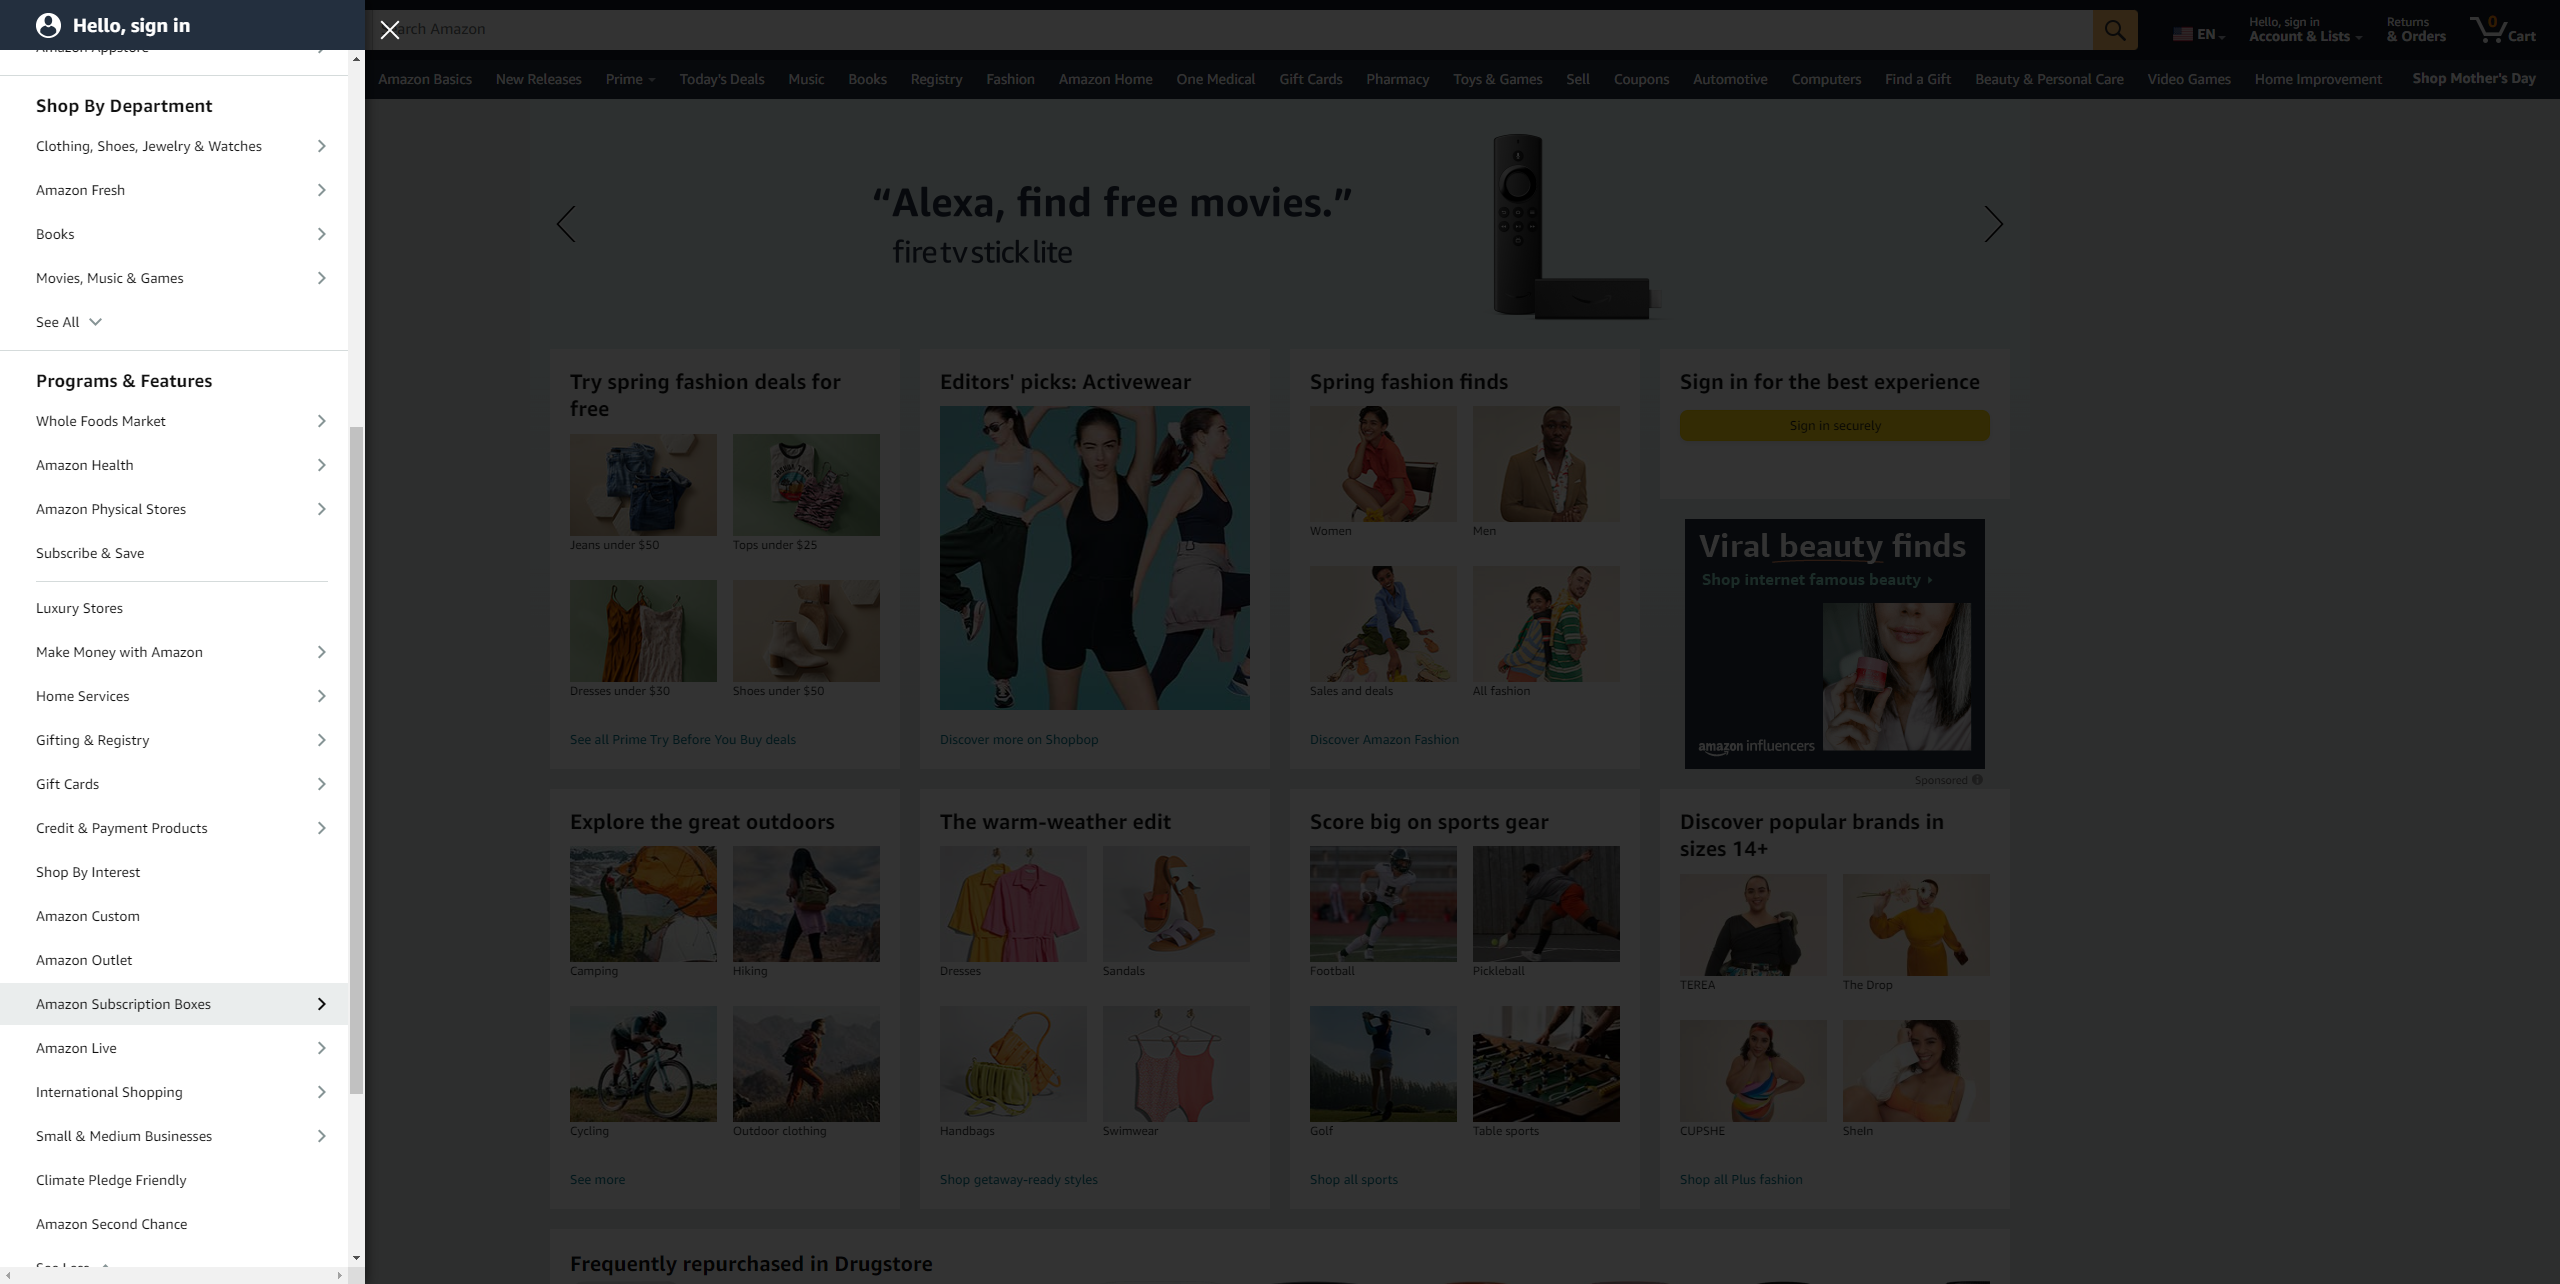 Hello, sign in
Amazon Appstore
Shop By Department
Clothing, Shoes, Jewelry & Watches
Amazon Fresh
Books
Movies, Music & Games
See All
Programs & Features
Whole Foods Market
Amazon Health
Amazon Physical Stores
Subscribe & Save
Luxury Stores
Make Money with Amazon
Home Services
Gifting & Registry
Gift Cards
Credit & Payment Products
Shop By Interest
Amazon Custom
Amazon Outlet
Amazon Subscription Boxes
Amazon Live
International Shopping
Small & Medium Businesses
Climate Pledge Friendly
Amazon Second Chance
See Less
arch Amazon
EN
Hello, sign in
Account & Lists
Returns
& Orders
0
Cart
Amazon Basics New Releases Prime Today's Deals Music Books Registry Fashion Amazon Home One Medical Gift Cards Pharmacy Toys & Games Sell Coupons Automotive Computers Find a Gift Beauty & Personal Care Video Games Home Improvement Shop Mother's Day
“Alexa, find free movies.”
fire tv stick lite
Try spring fashion deals for
free
Jeans under $50
Tops under $25
Dresses under $30
Shoes under $50
See all Prime Try Before You Buy deals
Editors' picks: Activewear
Discover more on Shopbop
Spring fashion finds
Women
Men
Sales and deals
All fashion
Discover Amazon Fashion
Sign in for the best experience
Sign in securely
Viral beauty finds
Shop internet famous beauty ›
amazon influencers
Sponsored
Explore the great outdoors
Camping
Hiking
Cycling
Outdoor clothing
See more
The warm-weather edit
Dresses
Sandals
Handbags
Swimwear
Shop getaway-ready styles
Score big on sports gear
Football
Pickleball
Golf
Table sports
Shop all sports
Discover popular brands in
sizes 14+
TEREA
The Drop
CUPSHE
SheIn
Shop all Plus fashion
Frequently repurchased in Drugstore